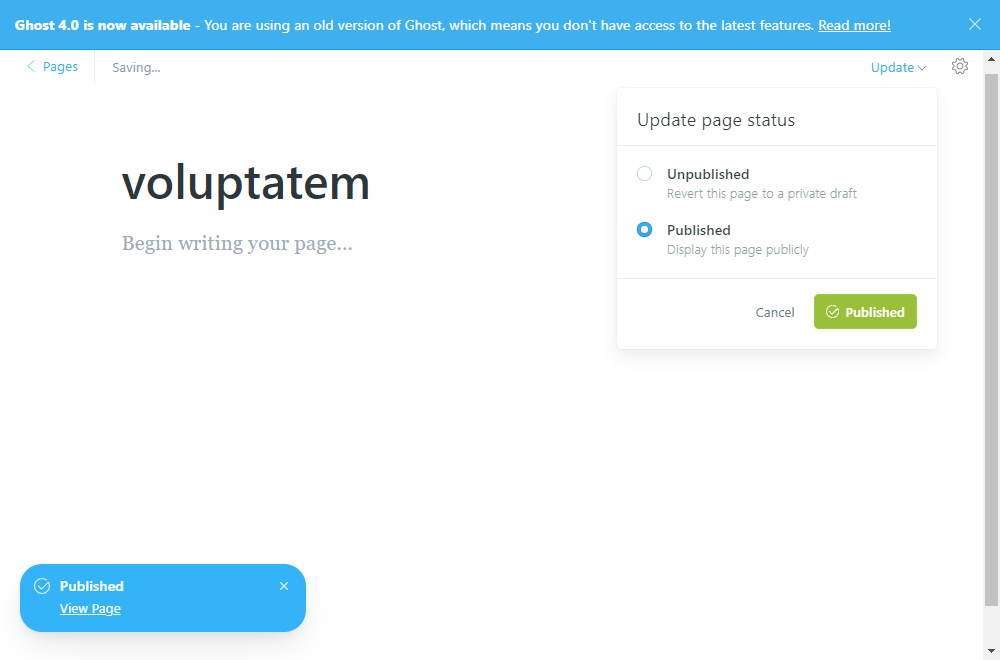 Ghost 4.0 is now available - You are using an old version of Ghost, which means you don't have access to the latest features. Read more!
Pages
Saving...
Update
Update page status
voluptatem
Begin writing your page...
Unpublished
Revert this page to a private draft
Published
Display this page publicly
Cancel
Published
Published
View Page